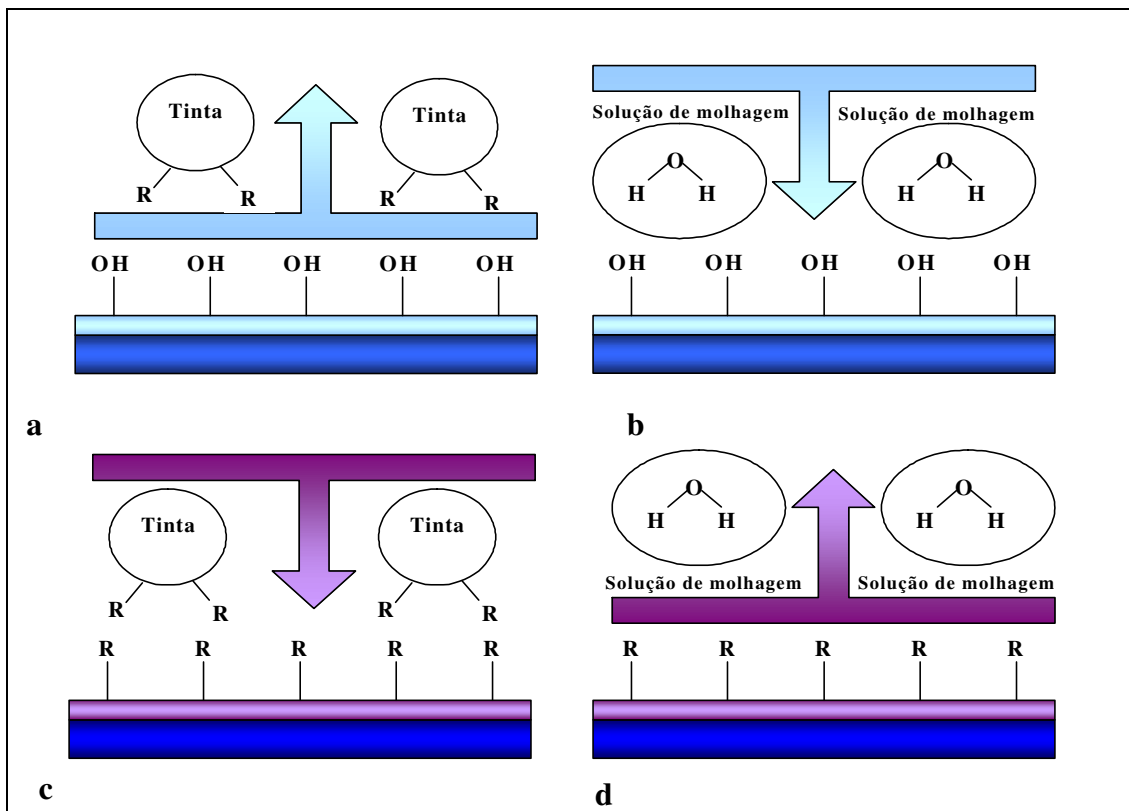 Tinta Tinta
R R R R
OH OH OH OH OH
a
Solução de molhagem Solução de molhagem
O O
H H H H
OH OH OH OH OH
b
Tinta Tinta
R R R R
R R R R R
c
O O
H H H H
Solução de molhagem Solução de molhagem
R R R R R
d